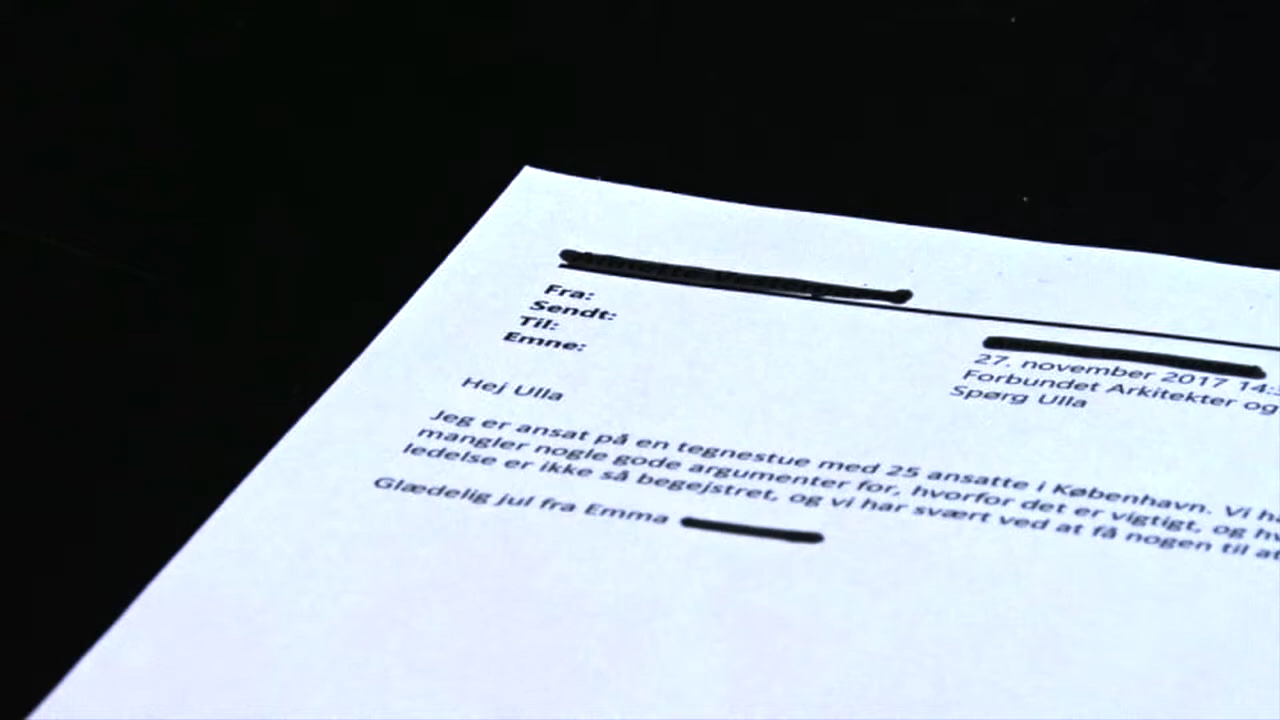 Fra:
Sendt:
Til:
Emne:
27. november 2017 14:
Forbundet Arkitekter og
Spørg Ulla
Hej Ulla
Jeg er ansat på en tegnestue med 25 ansatte i København. Vi
mangler nogle gode argumenter for, hvorfor det er vigtigt, og
ledelse er ikke så begejstret, og vi har svært ved at få nogen til at
Glædelig jul fra Emma